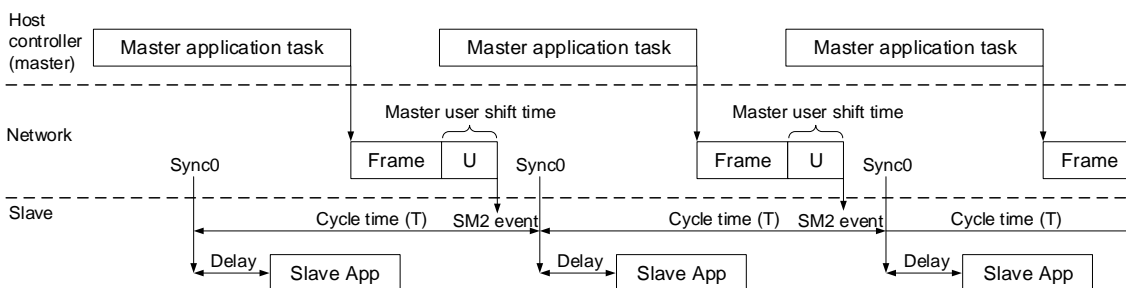 Host
controller
(master)
Master application task
Master application task
Master application task
Master user shift time
Master user shift time
Network
Frame
U
Frame
U
Frame
Sync0
Sync0
Sync0
Slave
Cycle time (T)
SM2 event
Cycle time (T)
SM2 event
Cycle time (T)
Delay
Slave App
Delay
Slave App
Delay
Slave App